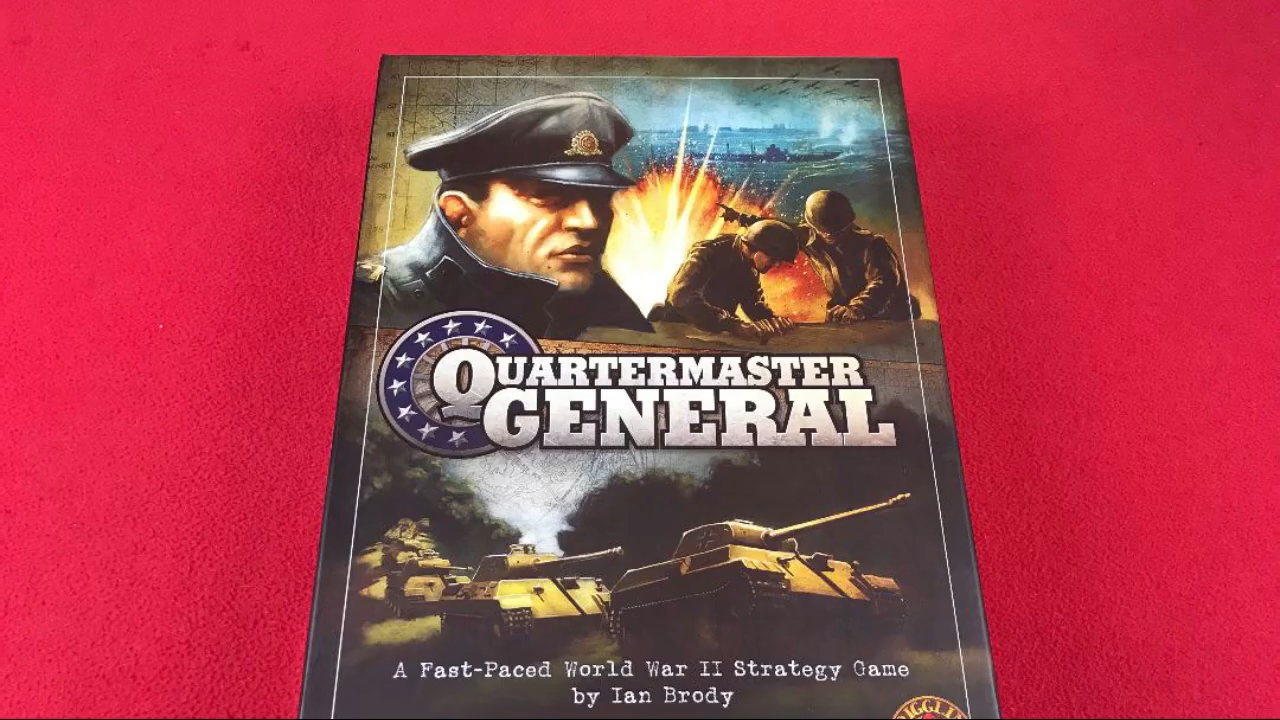 QUARTERMASTER
GENERAL
A Fast-Paced World War II Strategy Game
by Ian Brody